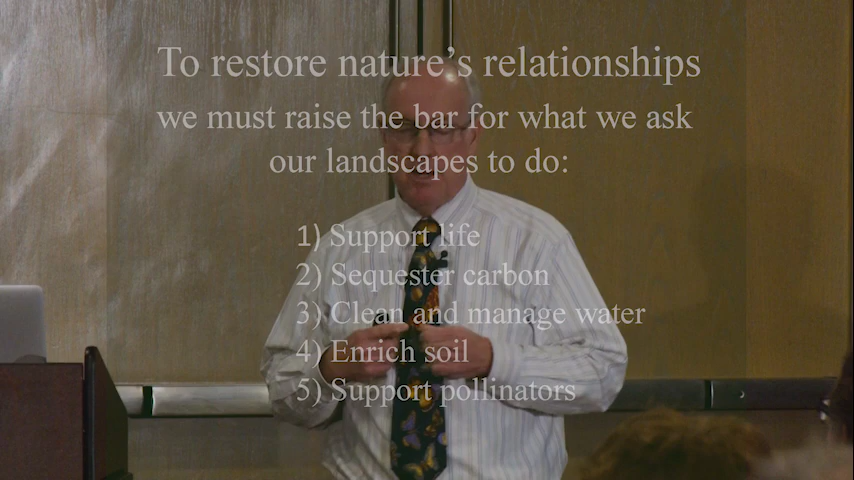 To restore nature’s relationships
we must raise the bar for what we ask
our landscapes to do:
1) Support life
2) Sequester carbon
3) Clean and manage water
4) Enrich soil
5) Support pollinators